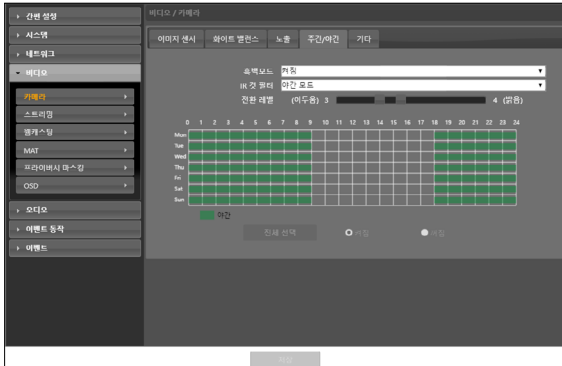 비디오 / 카메라
간편 설정
시스템
네트워크
비디오
카메라
스트리밍
웹캐스팅
MAT
프라이버시 마스킹
OSD
오디오
이벤트 동작
이벤트
이미지 센서 화이트 밸런스 노출 주간/야간 기타
흑백모드 켜짐
IR 컷 필터 야간 모드
전환 레벨 (어두움) 3 4 (밝음)
0 1 2 3 4 5 6 7 8 9 10 11 12 13 14 15 16 17 18 19 20 21 22 23 24
Mon
Tue
Wed
Thu
Fri
Sat
Sun
야간
전체 선택